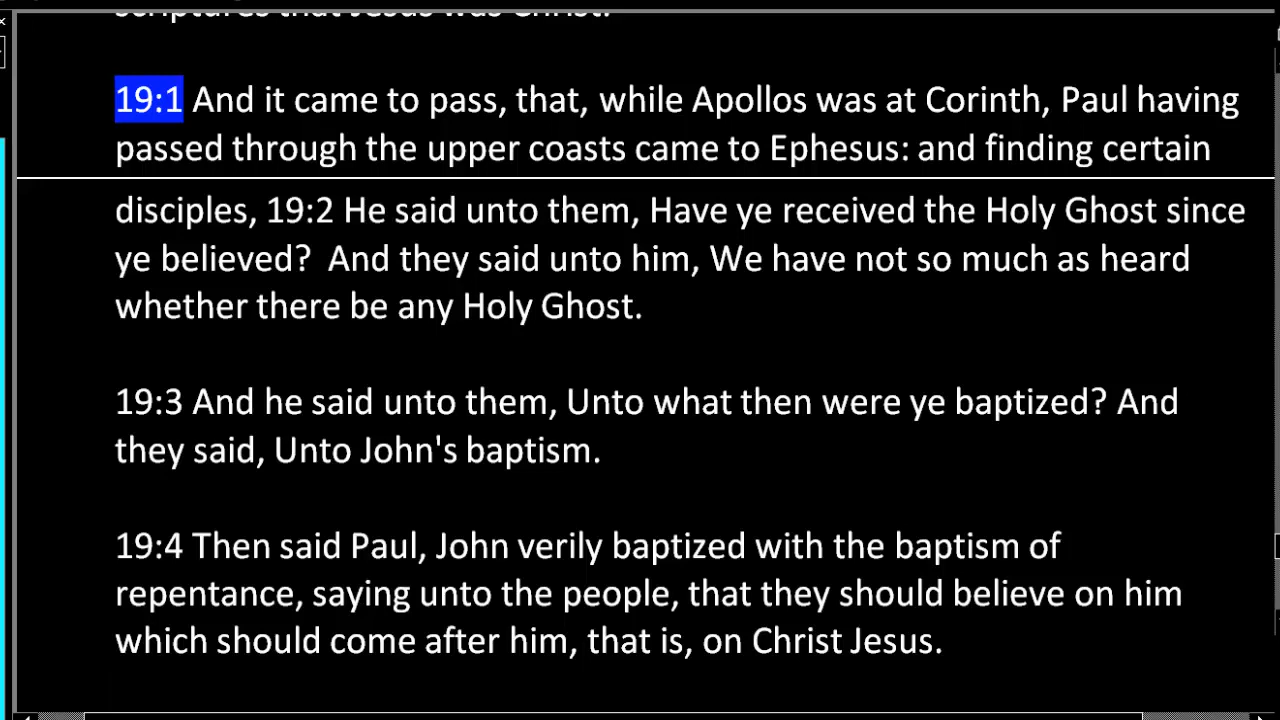 scriptures that Jesus was Christ.
19:1 And it came to pass, that, while Apollos was at Corinth, Paul having
passed through the upper coasts came to Ephesus: and finding certain
disciples, 19:2 He said unto them, Have ye received the Holy Ghost since
ye believed?  And they said unto him, We have not so much as heard
whether there be any Holy Ghost.
19:3 And he said unto them, Unto what then were ye baptized? And
they said, Unto John's baptism.
19:4 Then said Paul, John verily baptized with the baptism of
repentance, saying unto the people, that they should believe on him
which should come after him, that is, on Christ Jesus.